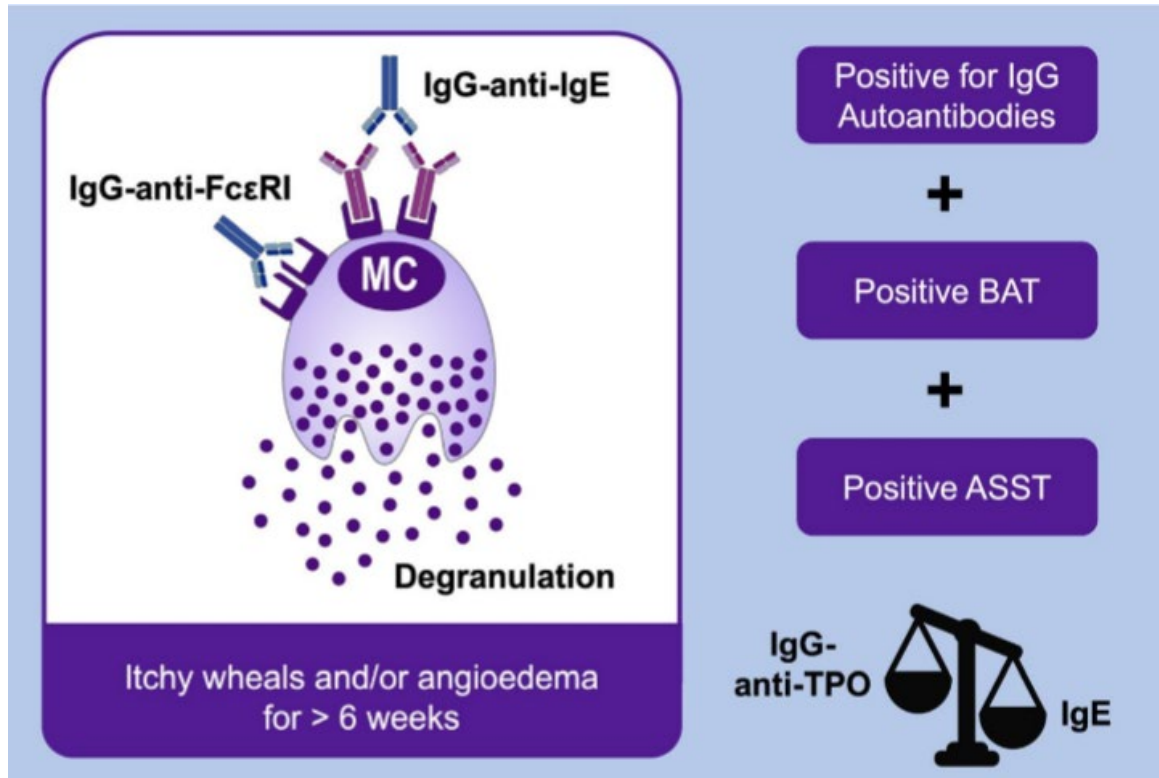 IgG-anti-IgE
IgG-anti-FcεRI
MC
Degranulation
Itchy wheals and/or angioedema
for > 6 weeks
Positive for IgG
Autoantibodies
+
Positive BAT
+
Positive ASST
IgG-
anti-TPO
IgE